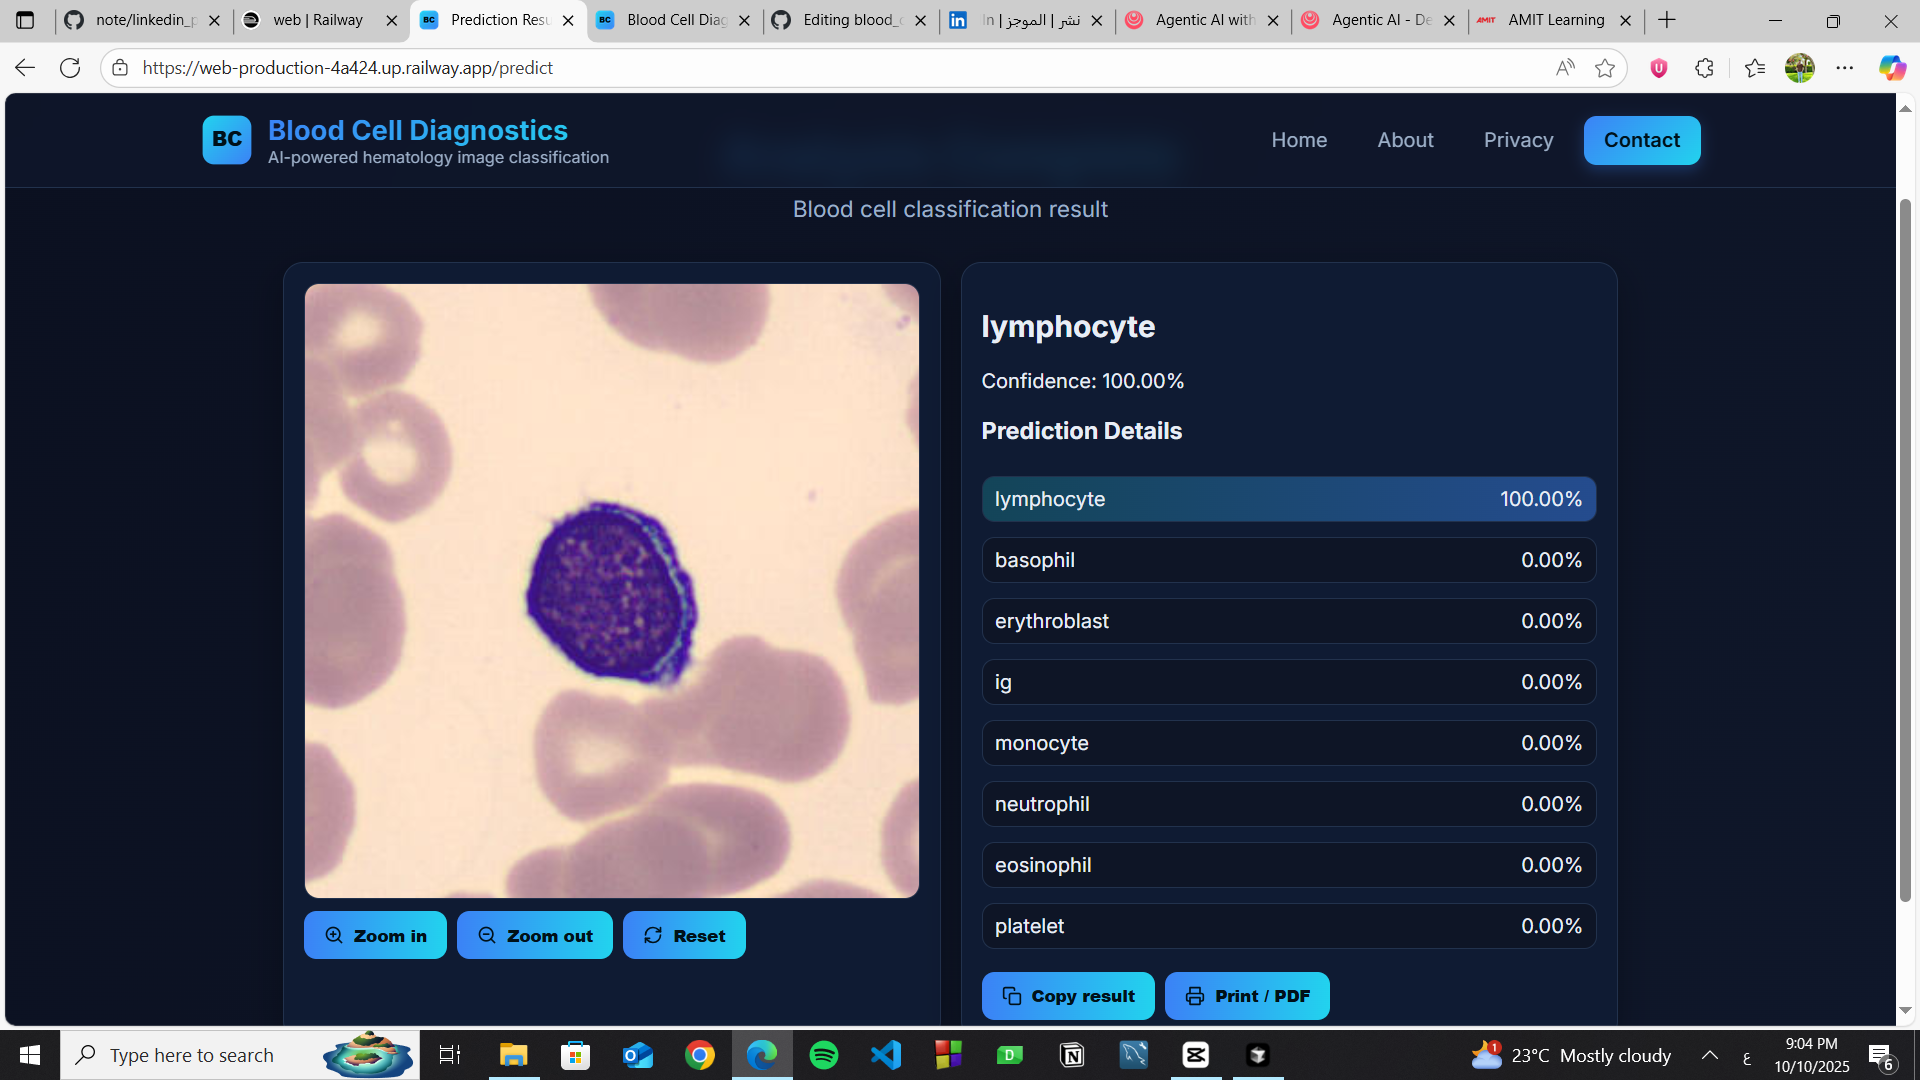 note/linkedin_p
web | Railway
BC Prediction Resu
BC Blood Cell Diag
Editing blood_c
نشر | الموجز | In
Agentic AI with
Agentic AI - De
AMIT AMIT Learning
https://web-production-4a424.up.railway.app/predict
BC
Blood Cell Diagnostics
AI-powered hematology image classification
Home
About
Privacy
Contact
Blood cell classification result
lymphocyte
Confidence: 100.00%
Prediction Details
lymphocyte 100.00%
basophil 0.00%
erythroblast 0.00%
ig 0.00%
monocyte 0.00%
neutrophil 0.00%
eosinophil 0.00%
platelet 0.00%
Zoom in
Zoom out
Reset
Copy result
Print / PDF
Type here to search
1
23°C Mostly cloudy
ع
9:04 PM
10/10/2025
6